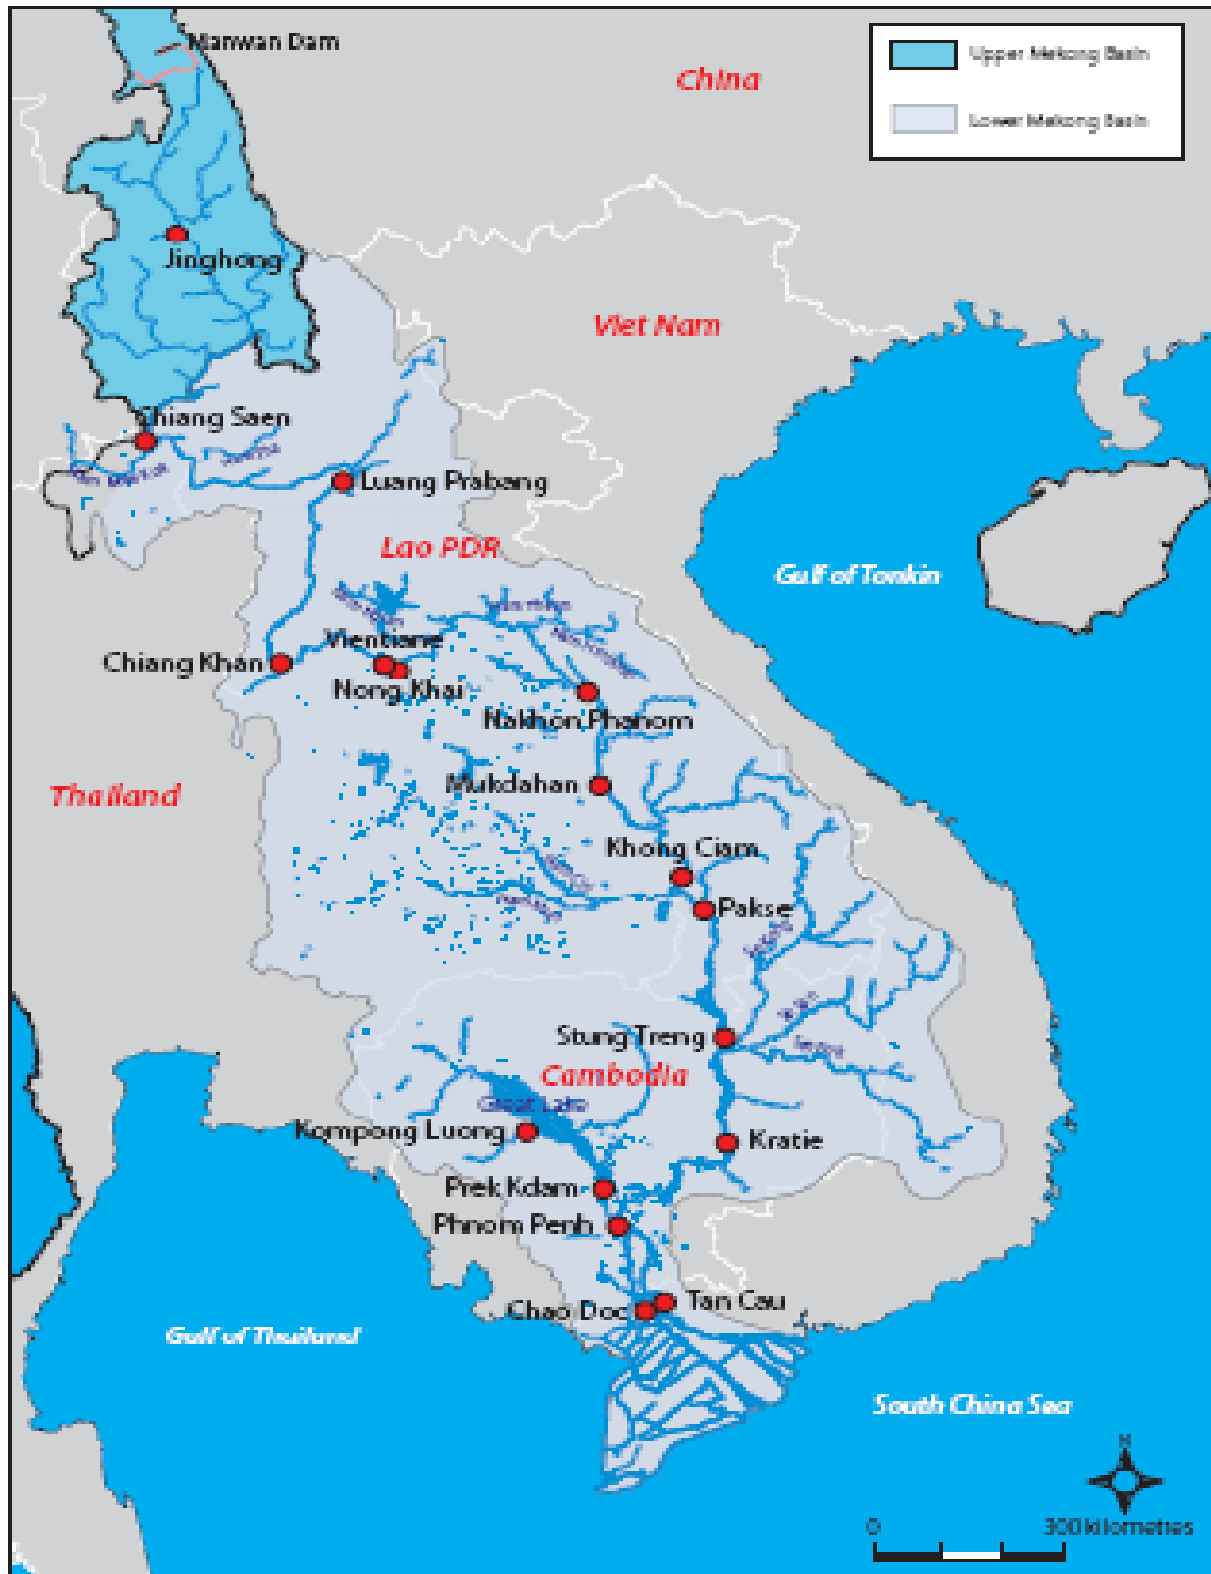 Manwan Dam
China
Upper Mekong Basin
Lower Mekong Basin
Jinghong
Viet Nam
Chiang Saen
Luang Prabang
Lao PDR
Gulf of Tonkin
Vientiane
Chiang Khan
Nong Khai
Nakhon Phanom
Thailand
Mukdahan
Khong Ciam
Pakse
Stung Treng
Cambodia
Great Lake
Kompong Luong
Kratie
Prek Kdam
Phnom Penh
Chao Doc
Tan Cau
Gulf of Thailand
South China Sea
N
0
300 kilometres